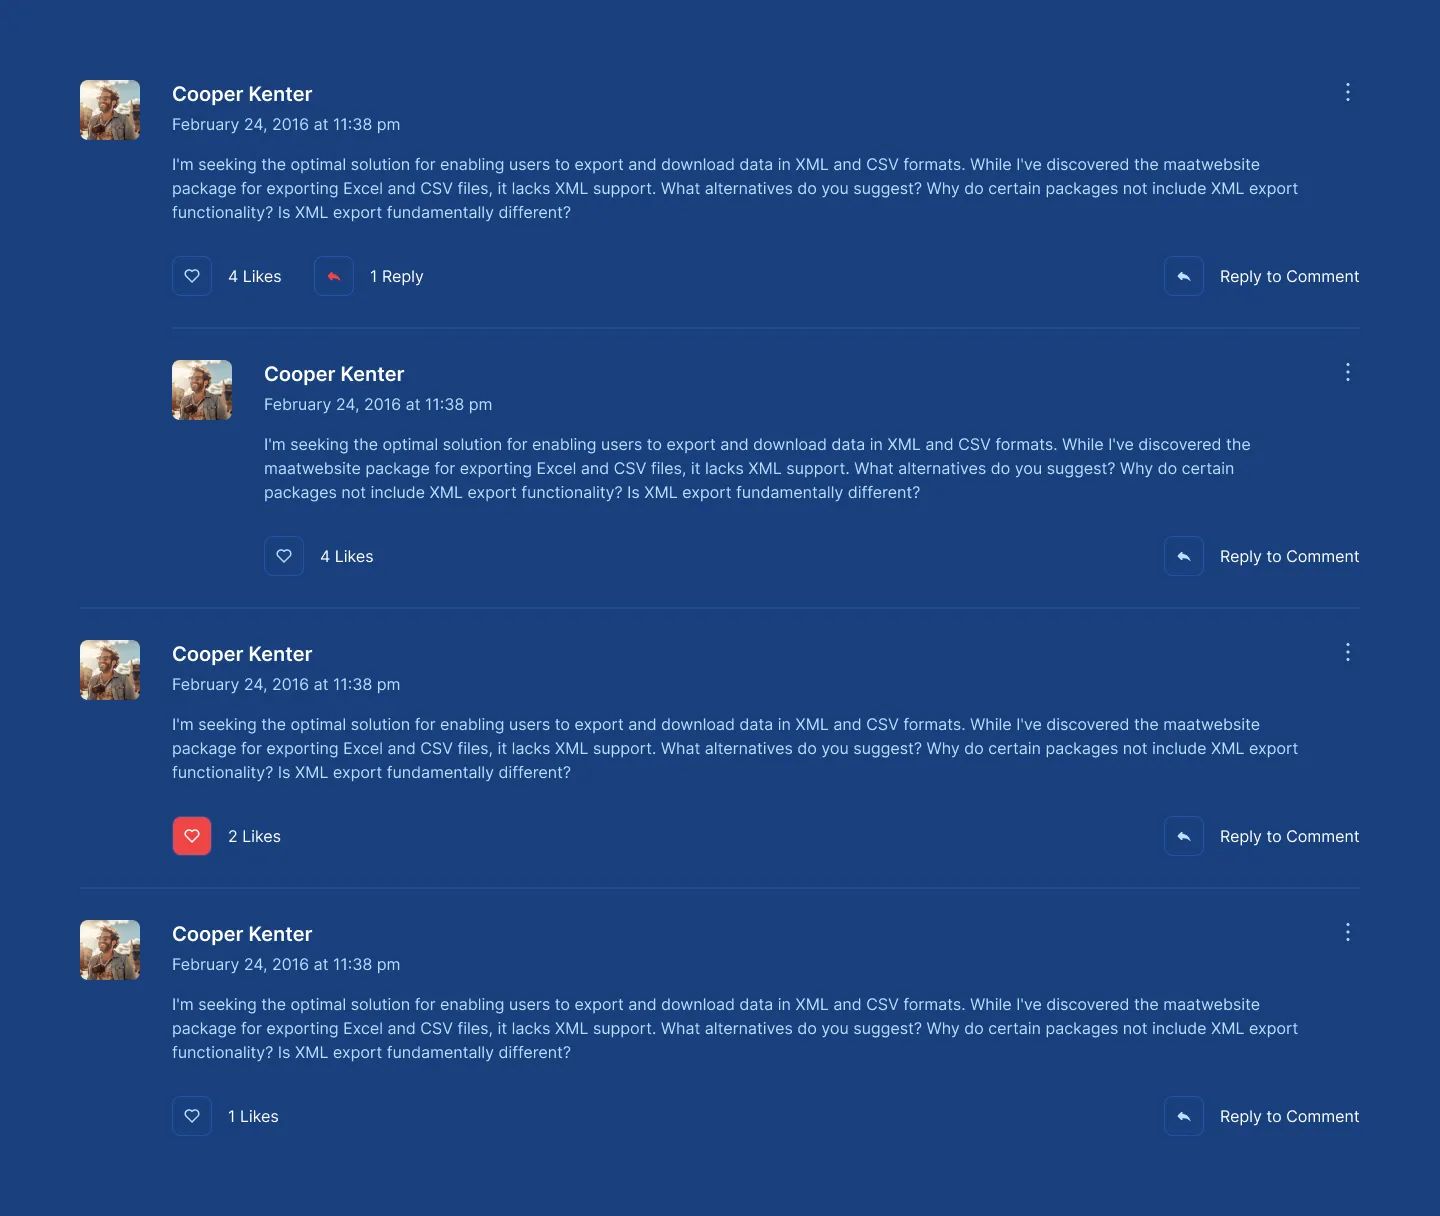 Cooper Kenter
February 24, 2016 at 11:38 pm
I'm seeking the optimal solution for enabling users to export and download data in XML and CSV formats. While I've discovered the maatwebsite
package for exporting Excel and CSV files, it lacks XML support. What alternatives do you suggest? Why do certain packages not include XML export
functionality? Is XML export fundamentally different?
4 Likes 1 Reply Reply to Comment
Cooper Kenter
February 24, 2016 at 11:38 pm
I'm seeking the optimal solution for enabling users to export and download data in XML and CSV formats. While I've discovered the
maatwebsite package for exporting Excel and CSV files, it lacks XML support. What alternatives do you suggest? Why do certain
packages not include XML export functionality? Is XML export fundamentally different?
4 Likes Reply to Comment
Cooper Kenter
February 24, 2016 at 11:38 pm
I'm seeking the optimal solution for enabling users to export and download data in XML and CSV formats. While I've discovered the maatwebsite
package for exporting Excel and CSV files, it lacks XML support. What alternatives do you suggest? Why do certain packages not include XML export
functionality? Is XML export fundamentally different?
2 Likes Reply to Comment
Cooper Kenter
February 24, 2016 at 11:38 pm
I'm seeking the optimal solution for enabling users to export and download data in XML and CSV formats. While I've discovered the maatwebsite
package for exporting Excel and CSV files, it lacks XML support. What alternatives do you suggest? Why do certain packages not include XML export
functionality? Is XML export fundamentally different?
1 Likes Reply to Comment